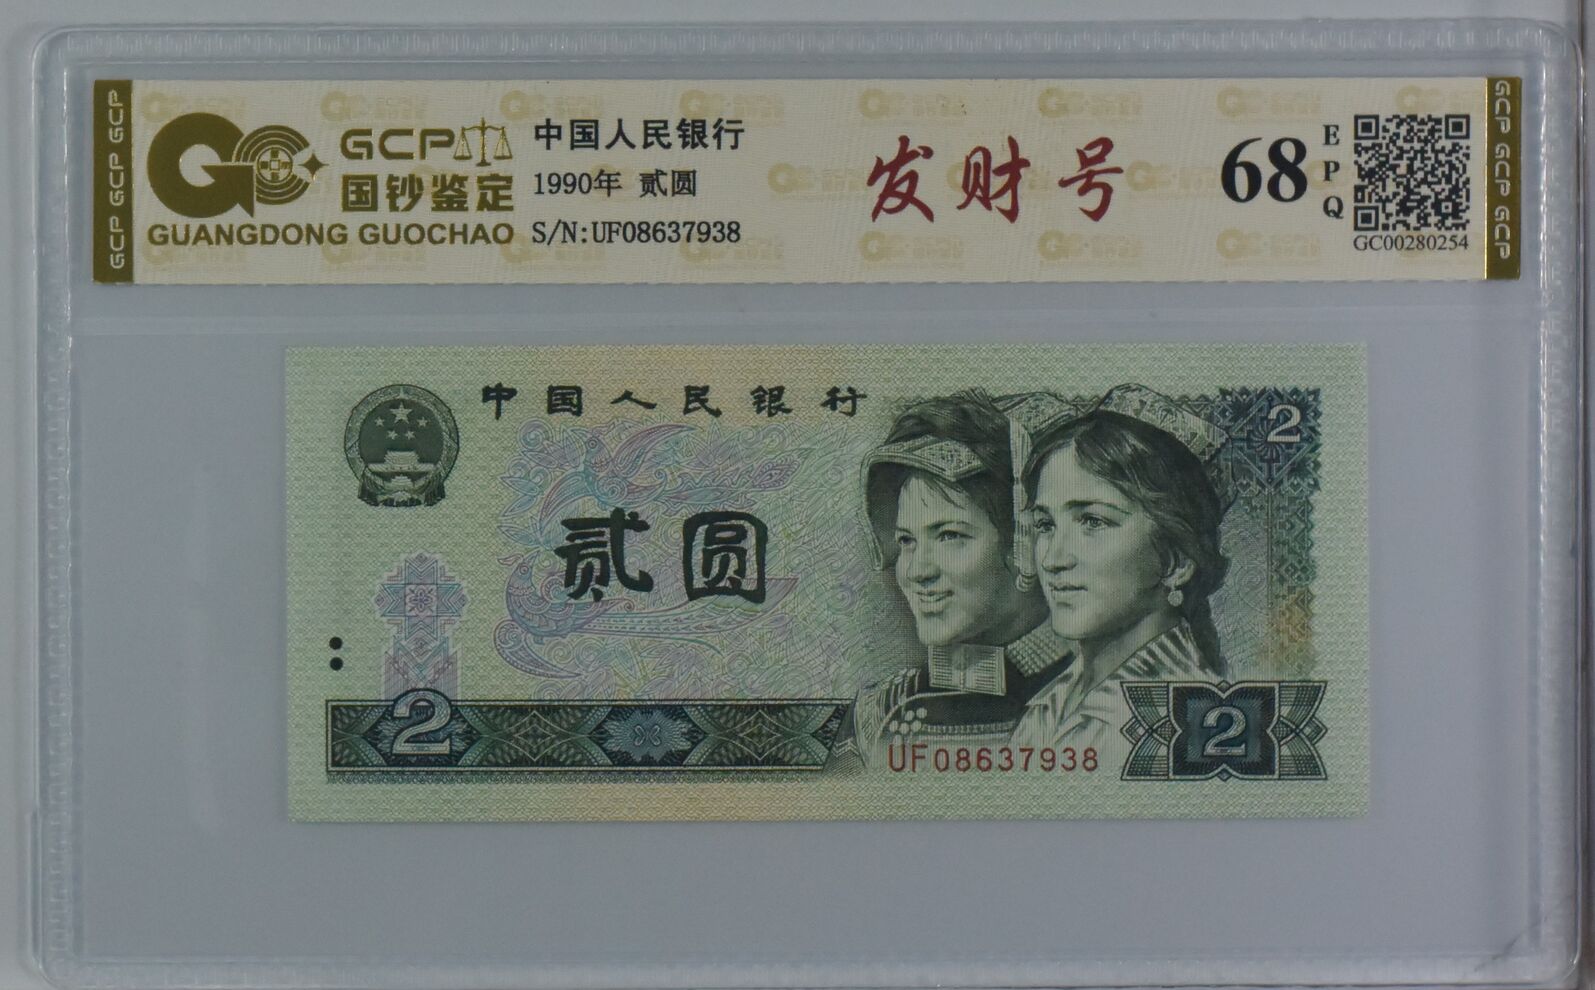 GCP GCP GCP
GCP
国钞鉴定
GUANGDONG GUOCHAO
中国人民银行
1990年 贰圆
S/N:UF08637938
发财号
68
EPQ
GC00280254
GCP GCP GCP
中国人民银行
2
贰圆
2
UF08637938
2